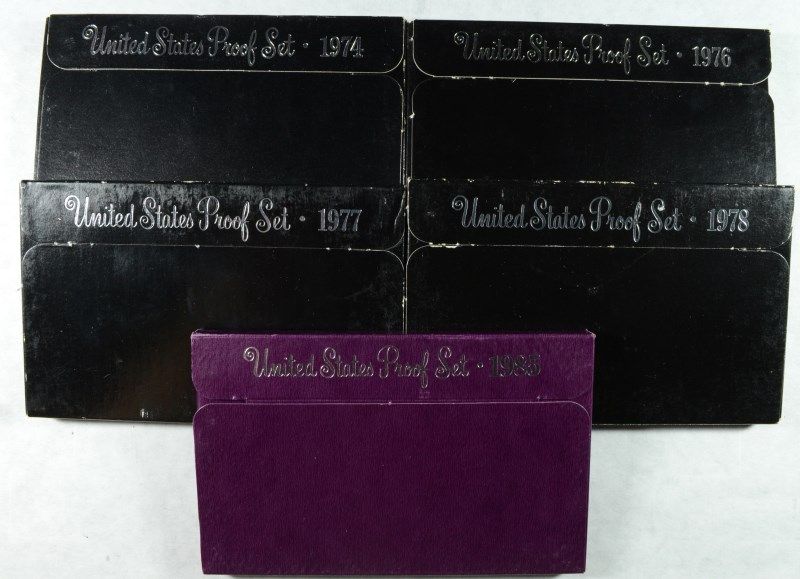 United States Proof Set · 1974
United States Proof Set · 1976
United States Proof Set · 1977
United States Proof Set · 1978
United States Proof Set · 1985